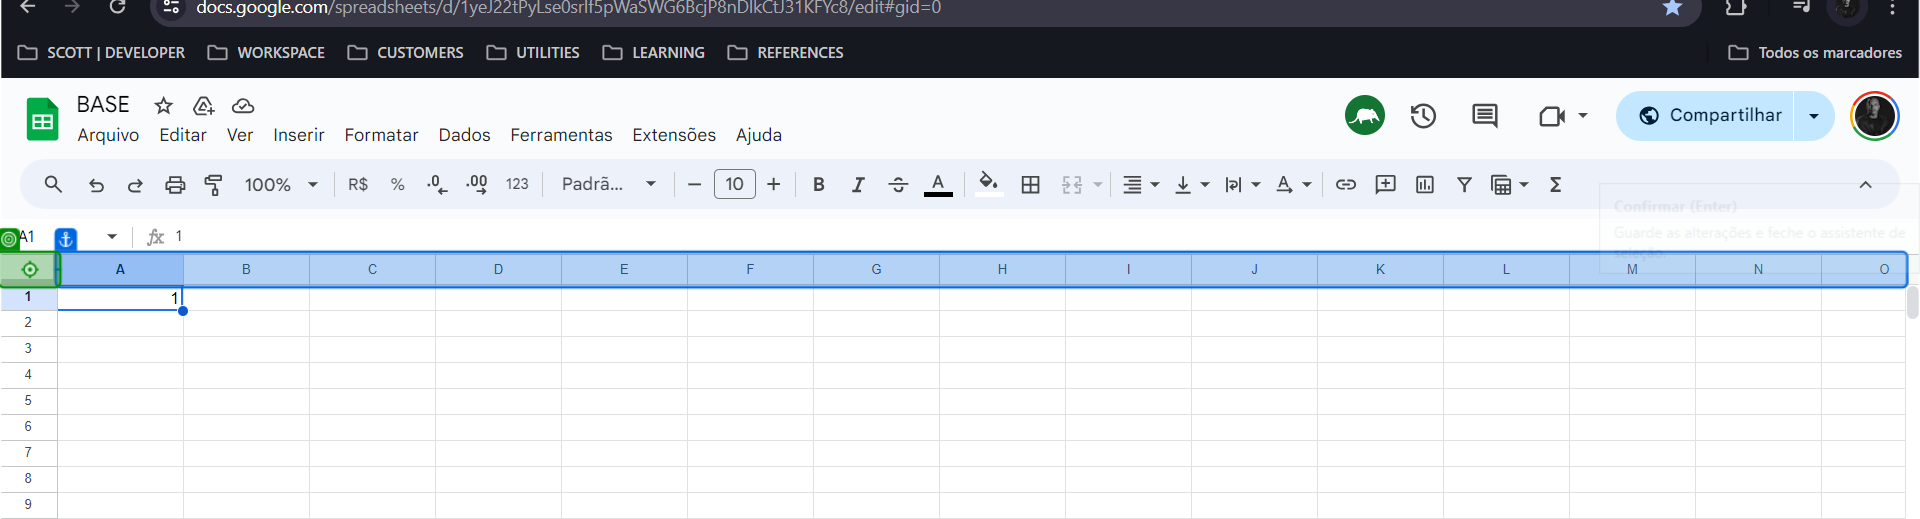 docs.google.com/spreadsheets/d/1yeJ22tPyLse0srlf5pWaSWG6BcjP8nDlkCtJ31KFYc8/edit#gid=0
SCOTT | DEVELOPER WORKSPACE CUSTOMERS UTILITIES LEARNING REFERENCES Todos os marcadores
BASE
Arquivo Editar Ver Inserir Formatar Dados Ferramentas Extensões Ajuda
Compartilhar
100% R$ % .0 .00 123 Padrã... 10 B I A
Confirmar (Enter)
Guarde as alterações e feche o assistente de
seleção.
A1 fx 1
A B C D E F G H I J K L M N O
1 1
2
3
4
5
6
7
8
9